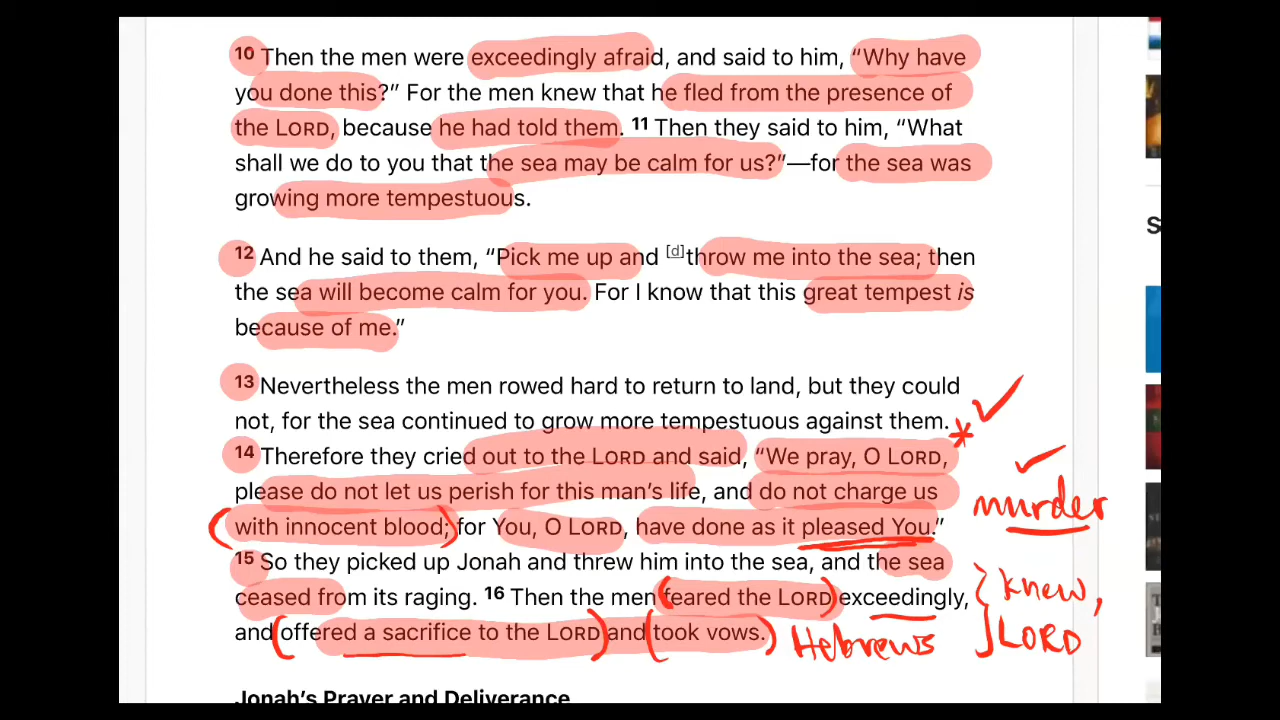 10 Then the men were exceedingly afraid, and said to him, “Why have
you done this?” For the men knew that he fled from the presence of
the LORD, because he had told them. 11 Then they said to him, “What
shall we do to you that the sea may be calm for us?”—for the sea was
growing more tempestuous.
12 And he said to them, “Pick me up and [d]throw me into the sea; then
the sea will become calm for you. For I know that this great tempest is
because of me.”
13 Nevertheless the men rowed hard to return to land, but they could
not, for the sea continued to grow more tempestuous against them.
14 Therefore they cried out to the LORD and said, “We pray, O LORD,
please do not let us perish for this man’s life, and do not charge us
with innocent blood; for You, O LORD, have done as it pleased You.”
murder
15 So they picked up Jonah and threw him into the sea, and the sea
ceased from its raging. 16 Then the men feared the LORD exceedingly,
and offered a sacrifice to the LORD and took vows.
Hebrews
knew,
LORD
Jonah’s Prayer and Deliverance
S